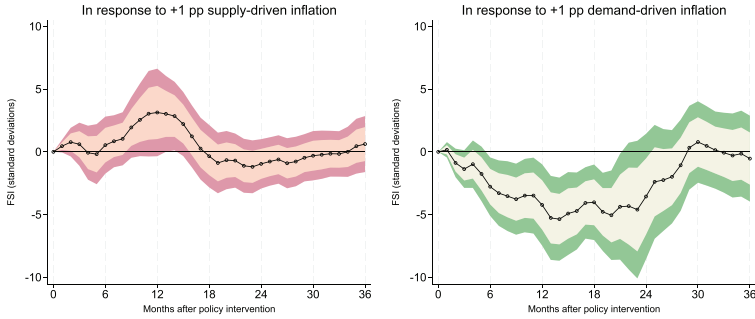 In response to +1 pp supply-driven inflation
10
5
0
-5
-10
FSI (standard deviations)
0 6 12 18 24 30 36
Months after policy intervention
In response to +1 pp demand-driven inflation
10
5
0
-5
-10
FSI (standard deviations)
0 6 12 18 24 30 36
Months after policy intervention